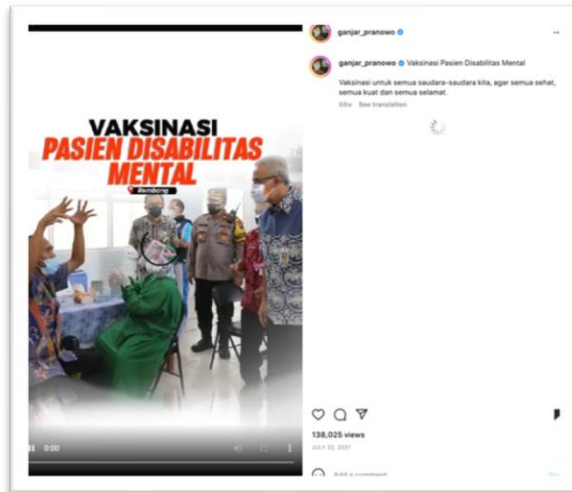 ganjar_pranowo
ganjar_pranowo Vaksinasi Pasien Disabilitas Mental
Vaksinasi untuk semua saudara-saudara kita, agar semua sehat,
semua kuat dan semua selamat.
See translation
VAKSINASI
PASIEN DISABILITAS
MENTAL
Rembang
0:00
138,025 views
JULY 22, 2021
Add a comment